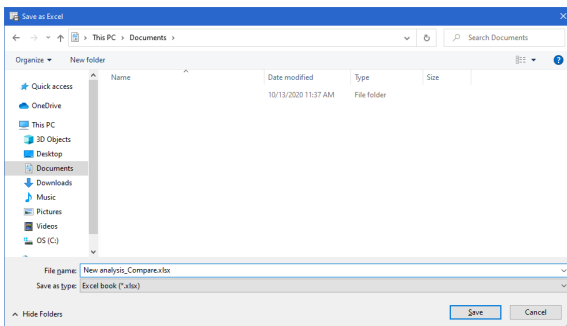 Save as Excel
This PC > Documents >
Search Documents
Organize
New folder
Name
Date modified
Type
Size
10/13/2020 11:37 AM
File folder
Quick access
OneDrive
This PC
3D Objects
Desktop
Documents
Downloads
Music
Pictures
Videos
OS (C:)
File name: New analysis_Compare.xlsx
Save as type: Excel book (*.xlsx)
Hide Folders
Save
Cancel